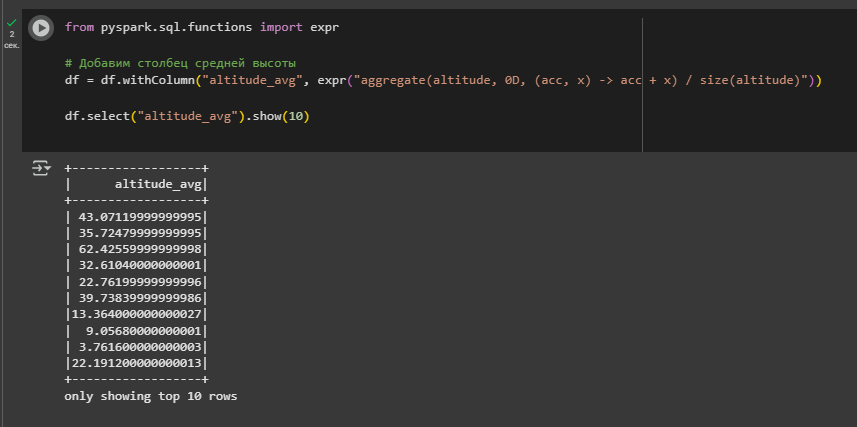 2
сек.
from pyspark.sql.functions import expr
# Добавим столбец средней высоты
df = df.withColumn("altitude_avg", expr("aggregate(altitude, 0D, (acc, x) -> acc + x) / size(altitude)"))
df.select("altitude_avg").show(10)
+------------------+
|      altitude_avg|
+------------------+
| 43.07119999999995|
| 35.72479999999995|
| 62.42559999999998|
| 32.61040000000001|
| 22.76199999999996|
| 39.73839999999986|
|13.364000000000027|
|  9.05680000000001|
| 3.761600000000003|
|22.191200000000013|
+------------------+
only showing top 10 rows